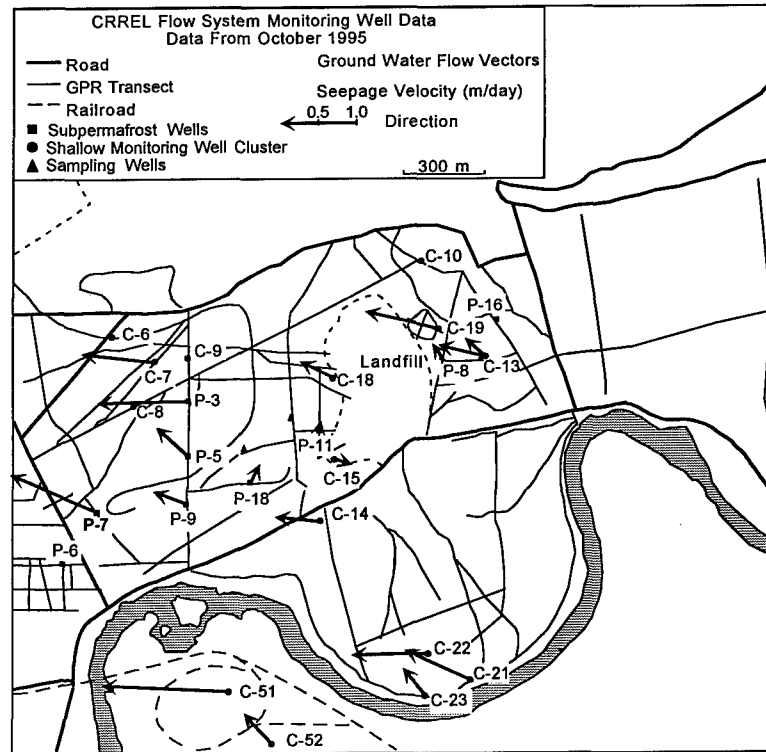 CRREL Flow System Monitoring Well Data
Data From October 1995
Road
Ground Water Flow Vectors
GPR Transect
Seepage Velocity (m/day)
Railroad
0.5 1.0
Direction
Subpermafrost Wells
Shallow Monitoring Well Cluster
Sampling Wells
300 m
C-10
P-16
C-19
C-6
C-9
Landfill
C-7
P-8
C-13
C-18
C-8
P-3
P-11
P-5
C-15
P-18
P-7
P-9
C-14
P-6
C-22
C-21
C-51
C-23
C-52